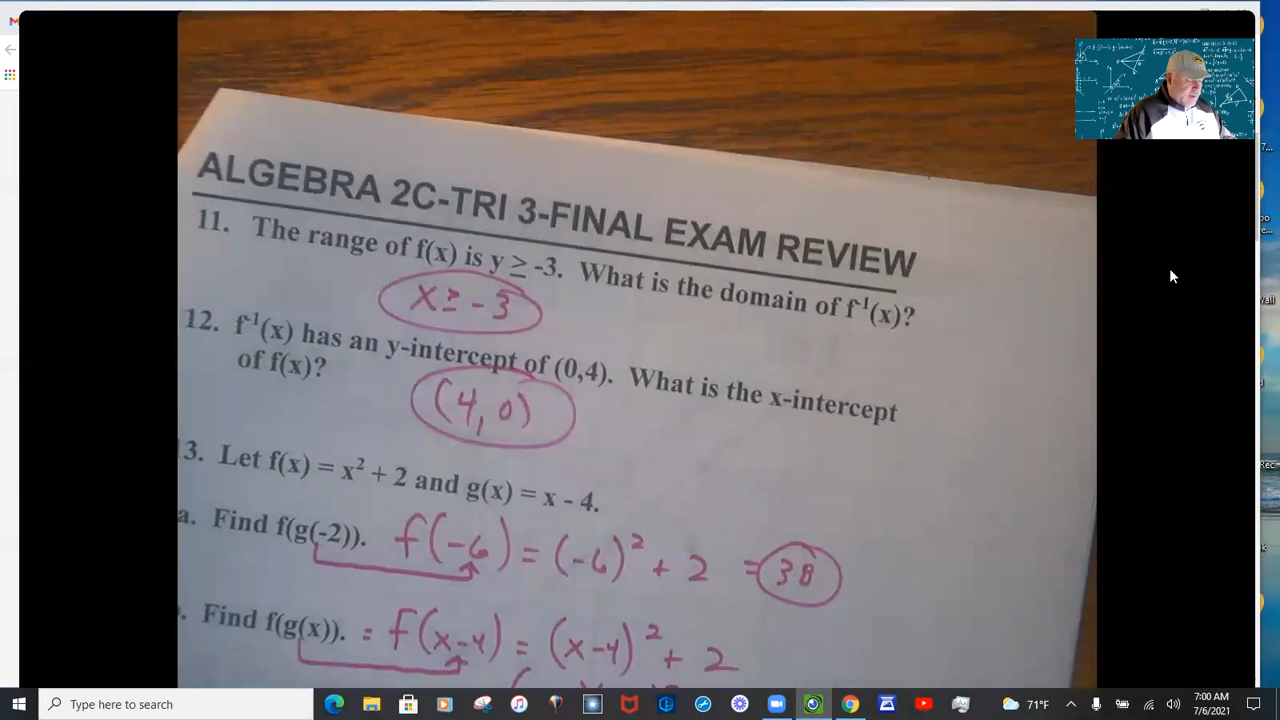 ALGEBRA 2C-TRI 3-FINAL EXAM REVIEW
11. The range of f(x) is y ≥ -3. What is the domain of f⁻¹(x)?
x ≥ -3
12. f⁻¹(x) has an y-intercept of (0,4). What is the x-intercept
of f(x)?
(4, 0)
13. Let f(x) = x² + 2 and g(x) = x - 4.
a. Find f(g(-2)). f(-6) = (-6)² + 2 = 38
. Find f(g(x)). = f(x-4) = (x-4)² + 2
Type here to search
71°F
7:00 AM
7/6/2021